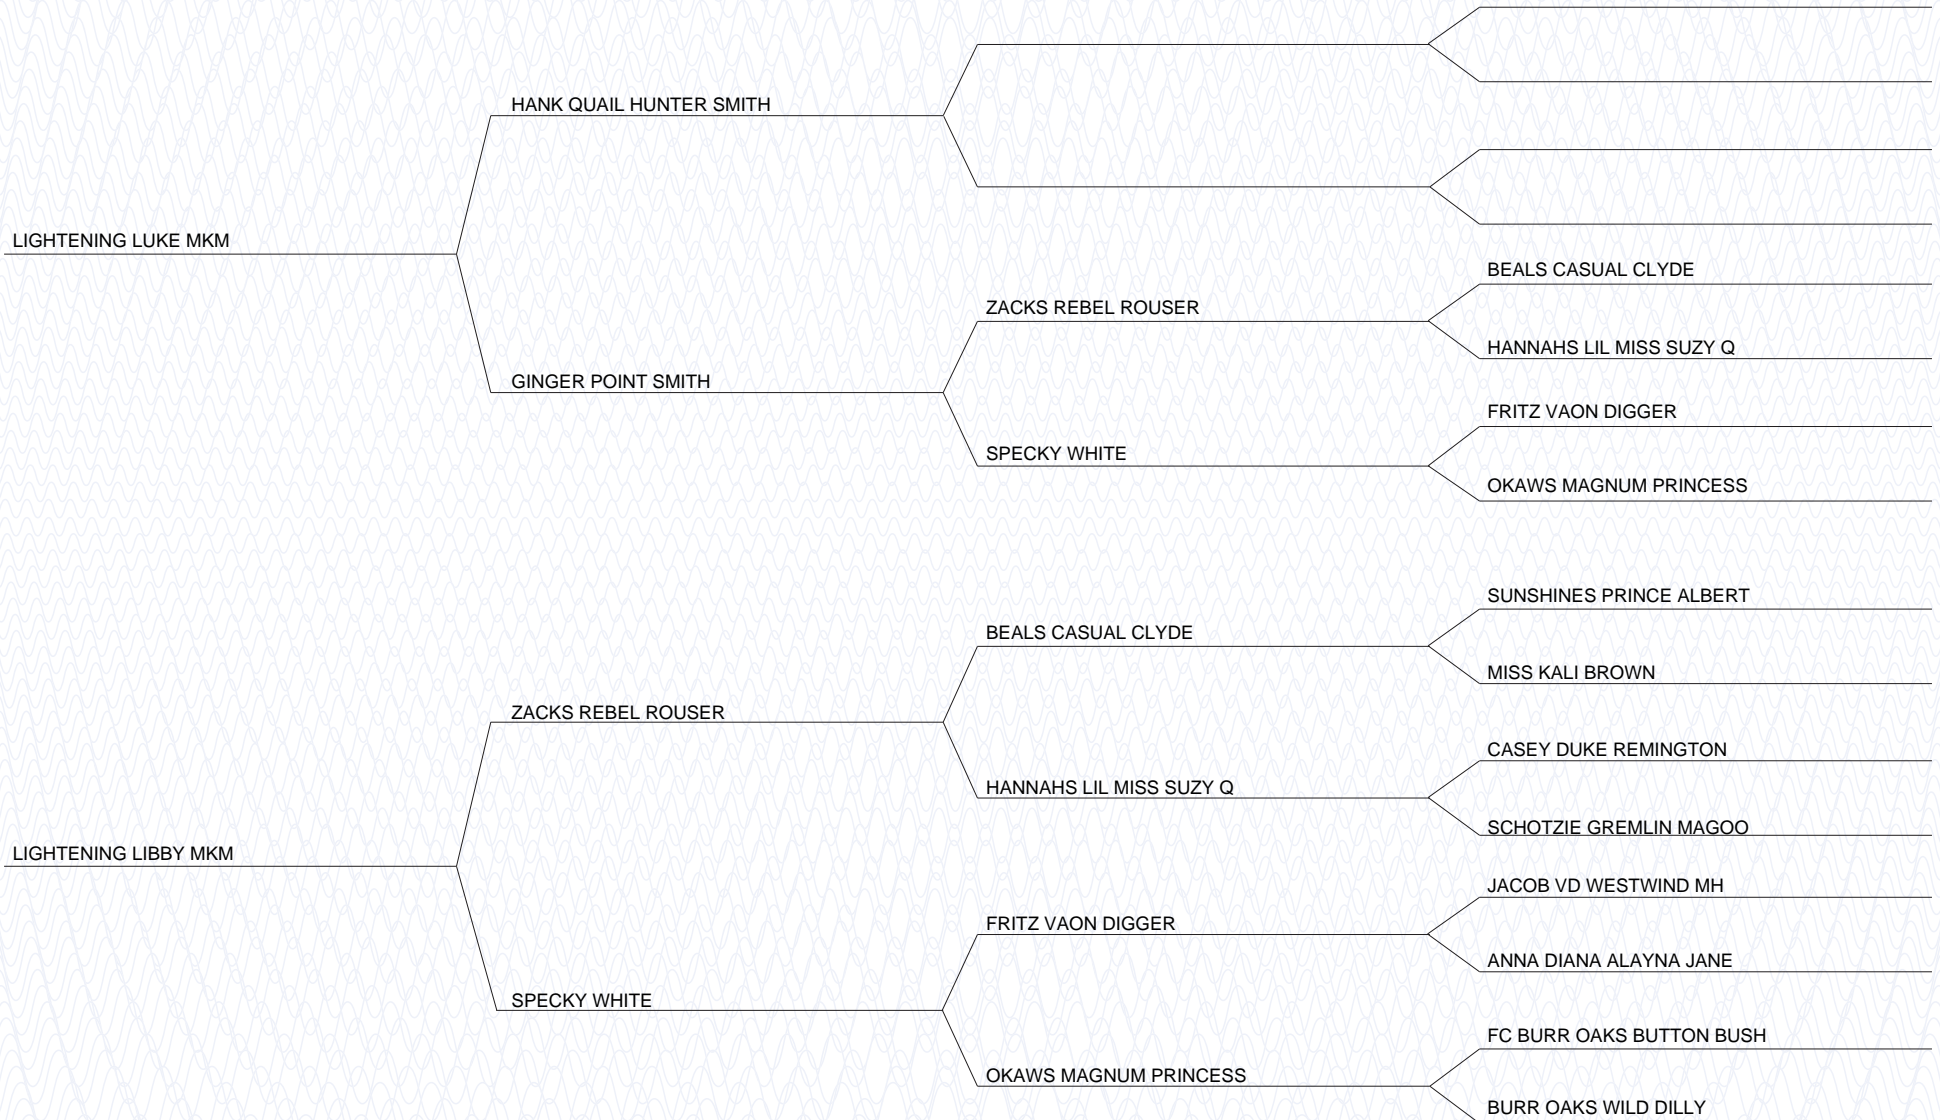 LIGHTENING LUKE MKM
HANK QUAIL HUNTER SMITH
GINGER POINT SMITH
ZACKS REBEL ROUSER
BEALS CASUAL CLYDE
HANNAHS LIL MISS SUZY Q
SPECKY WHITE
FRITZ VAON DIGGER
OKAWS MAGNUM PRINCESS
LIGHTENING LIBBY MKM
ZACKS REBEL ROUSER
BEALS CASUAL CLYDE
SUNSHINES PRINCE ALBERT
MISS KALI BROWN
HANNAHS LIL MISS SUZY Q
CASEY DUKE REMINGTON
SCHOTZIE GREMLIN MAGOO
SPECKY WHITE
FRITZ VAON DIGGER
JACOB VD WESTWIND MH
ANNA DIANA ALAYNA JANE
OKAWS MAGNUM PRINCESS
FC BURR OAKS BUTTON BUSH
BURR OAKS WILD DILLY